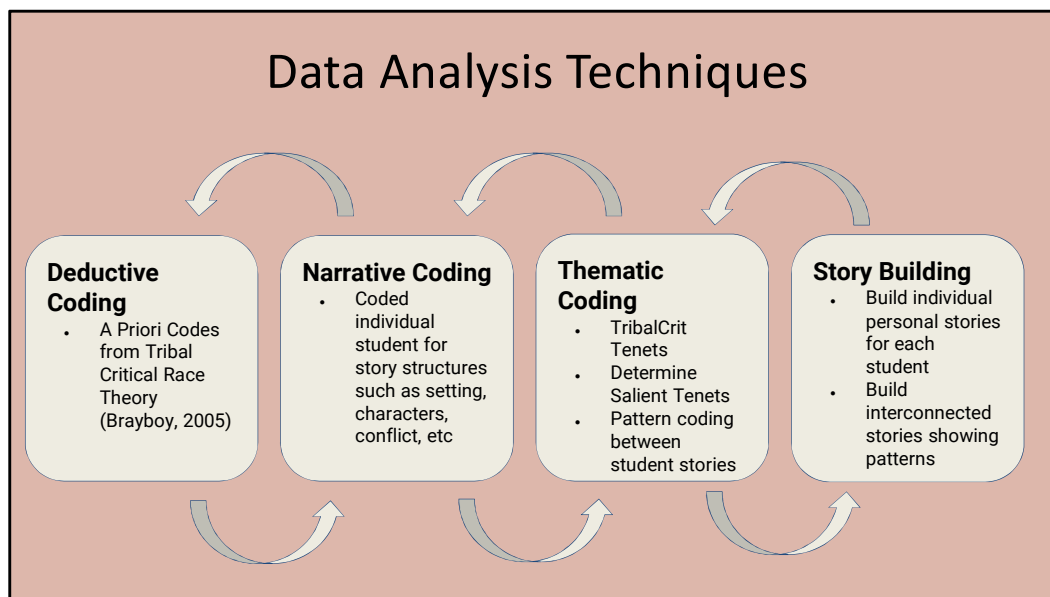 Data Analysis Techniques
Deductive
Coding
• A Priori Codes
from Tribal
Critical Race
Theory
(Brayboy, 2005)
Narrative Coding
• Coded
individual
student for
story structures
such as setting,
characters,
conflict, etc
Thematic
Coding
• TribalCrit
Tenets
• Determine
Salient Tenets
• Pattern coding
between
student stories
Story Building
• Build individual
personal stories
for each
student
• Build
interconnected
stories showing
patterns